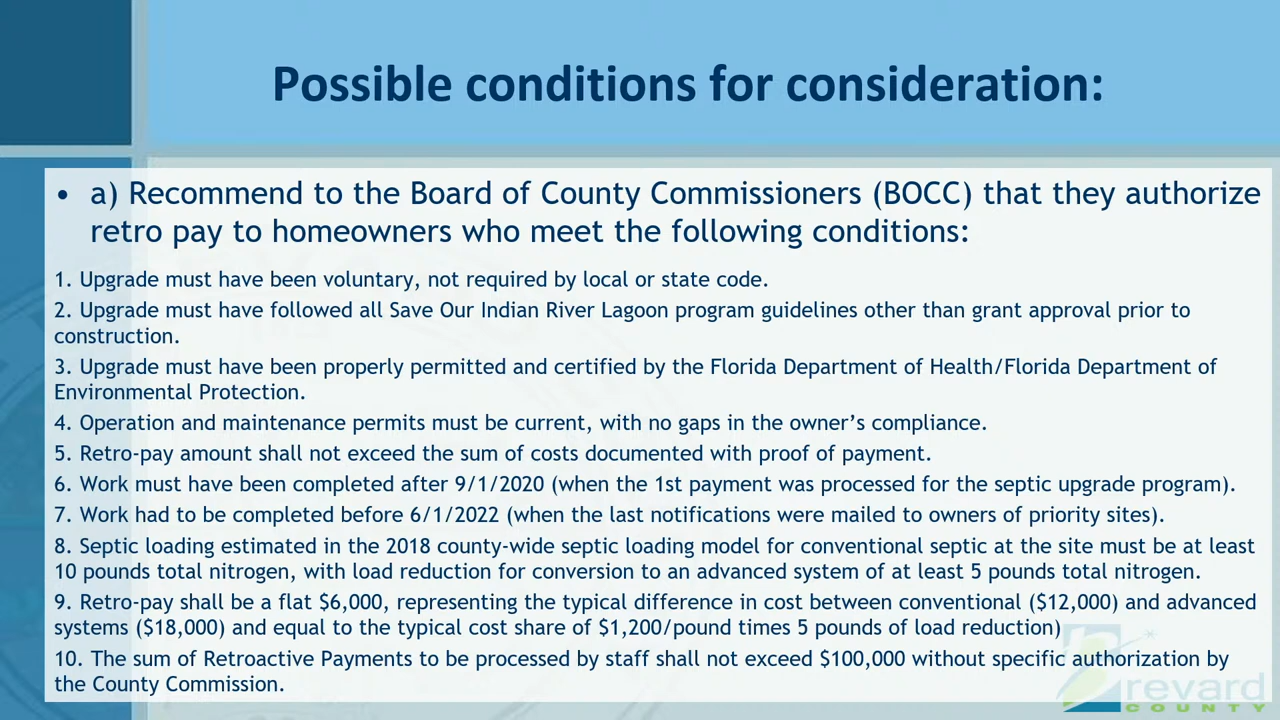 Possible conditions for consideration:
• a) Recommend to the Board of County Commissioners (BOCC) that they authorize
retro pay to homeowners who meet the following conditions:
1. Upgrade must have been voluntary, not required by local or state code.
2. Upgrade must have followed all Save Our Indian River Lagoon program guidelines other than grant approval prior to
construction.
3. Upgrade must have been properly permitted and certified by the Florida Department of Health/Florida Department of
Environmental Protection.
4. Operation and maintenance permits must be current, with no gaps in the owner’s compliance.
5. Retro-pay amount shall not exceed the sum of costs documented with proof of payment.
6. Work must have been completed after 9/1/2020 (when the 1st payment was processed for the septic upgrade program).
7. Work had to be completed before 6/1/2022 (when the last notifications were mailed to owners of priority sites).
8. Septic loading estimated in the 2018 county-wide septic loading model for conventional septic at the site must be at least
10 pounds total nitrogen, with load reduction for conversion to an advanced system of at least 5 pounds total nitrogen.
9. Retro-pay shall be a flat $6,000, representing the typical difference in cost between conventional ($12,000) and advanced
systems ($18,000) and equal to the typical cost share of $1,200/pound times 5 pounds of load reduction)
10. The sum of Retroactive Payments to be processed by staff shall not exceed $100,000 without specific authorization by
the County Commission.
revard
COUNTY